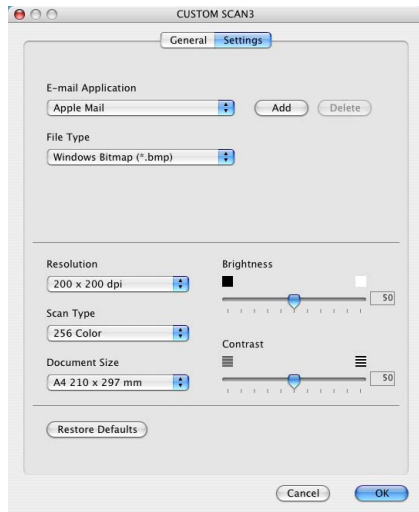 CUSTOM SCAN3
General Settings
E-mail Application
Apple Mail Add Delete
File Type
Windows Bitmap (*.bmp)
Resolution
200 x 200 dpi
Scan Type
256 Color
Document Size
A4 210 x 297 mm
Brightness
50
Contrast
50
Restore Defaults
Cancel OK